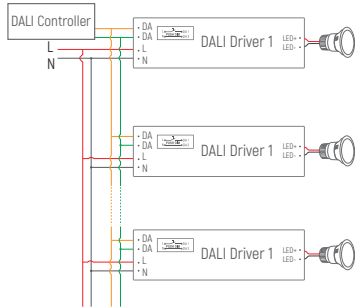 DALI Controller
L
N
DA
DA
L
N
DALI Driver 1
LED+
LED-
DA
DA
L
N
DALI Driver 1
LED+
LED-
DA
DA
L
N
DALI Driver 1
LED+
LED-